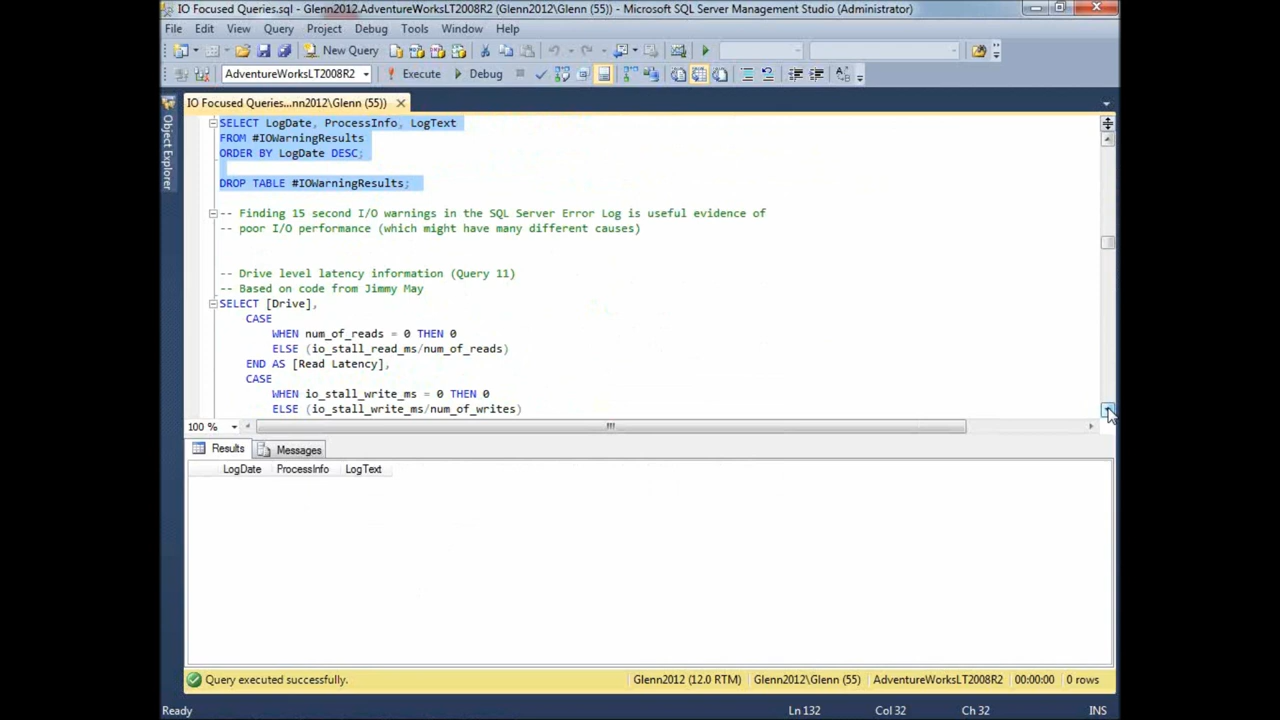 IO Focused Queries.sql - Glenn2012.AdventureWorksLT2008R2 (Glenn2012\Glenn (55)) - Microsoft SQL Server Management Studio (Administrator)
File Edit View Query Project Debug Tools Window Help
New Query
AdventureWorksLT2008R2 Execute Debug
IO Focused Queries...nn2012\Glenn (55))
Object Explorer
SELECT LogDate, ProcessInfo, LogText
FROM #IOWarningResults
ORDER BY LogDate DESC;
DROP TABLE #IOWarningResults;
-- Finding 15 second I/O warnings in the SQL Server Error Log is useful evidence of
-- poor I/O performance (which might have many different causes)
-- Drive level latency information (Query 11)
-- Based on code from Jimmy May
SELECT [Drive],
CASE
WHEN num_of_reads = 0 THEN 0
ELSE (io_stall_read_ms/num_of_reads)
END AS [Read Latency],
CASE
WHEN io_stall_write_ms = 0 THEN 0
ELSE (io_stall_write_ms/num_of_writes)
100 %
Results Messages
LogDate ProcessInfo LogText
Query executed successfully. Glenn2012 (12.0 RTM) Glenn2012\Glenn (55) AdventureWorksLT2008R2 00:00:00 0 rows
Ready Ln 132 Col 32 Ch 32 INS